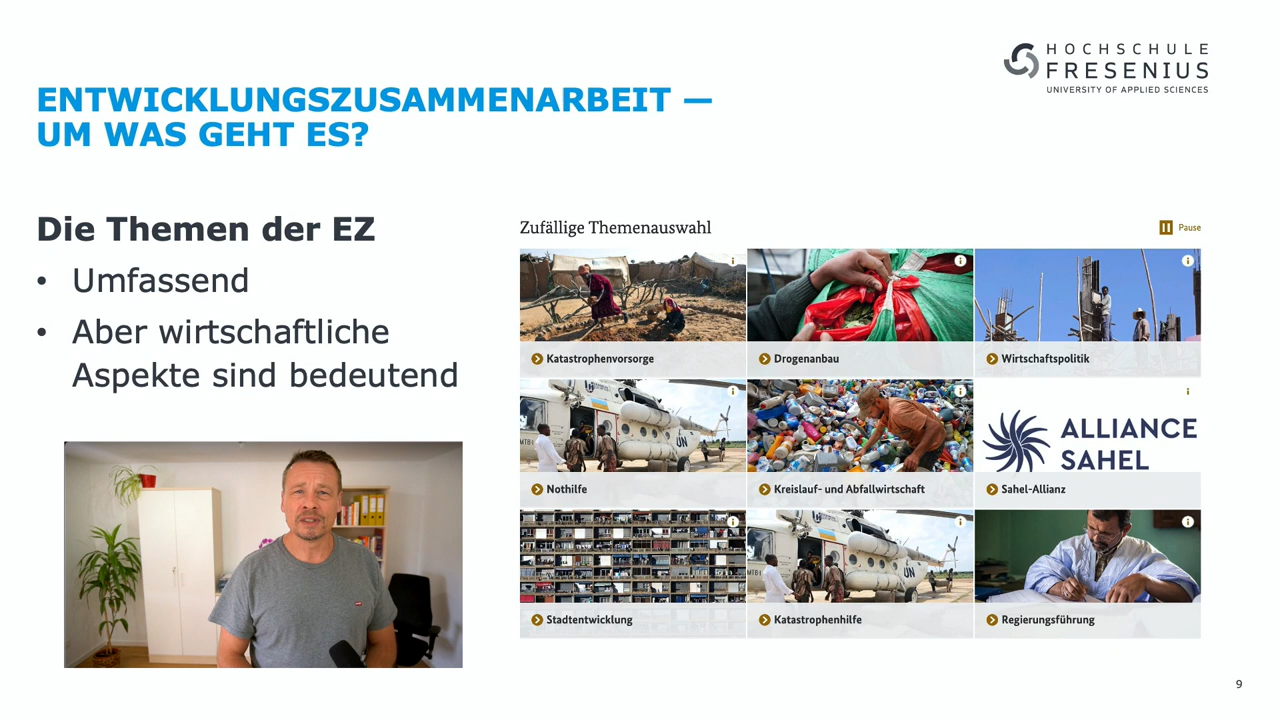 HOCHSCHULE
FRESENIUS
UNIVERSITY OF APPLIED SCIENCES
ENTWICKLUNGSZUSAMMENARBEIT —
UM WAS GEHT ES?
Die Themen der EZ
• Umfassend
• Aber wirtschaftliche
Aspekte sind bedeutend
Zufällige Themenauswahl
Pause
Katastrophenvorsorge
Drogenanbau
Wirtschaftspolitik
UN
Nothilfe
Kreislauf- und Abfallwirtschaft
ALLIANCE
SAHEL
Sahel-Allianz
Stadtentwicklung
UN
Katastrophenhilfe
Regierungsführung
9